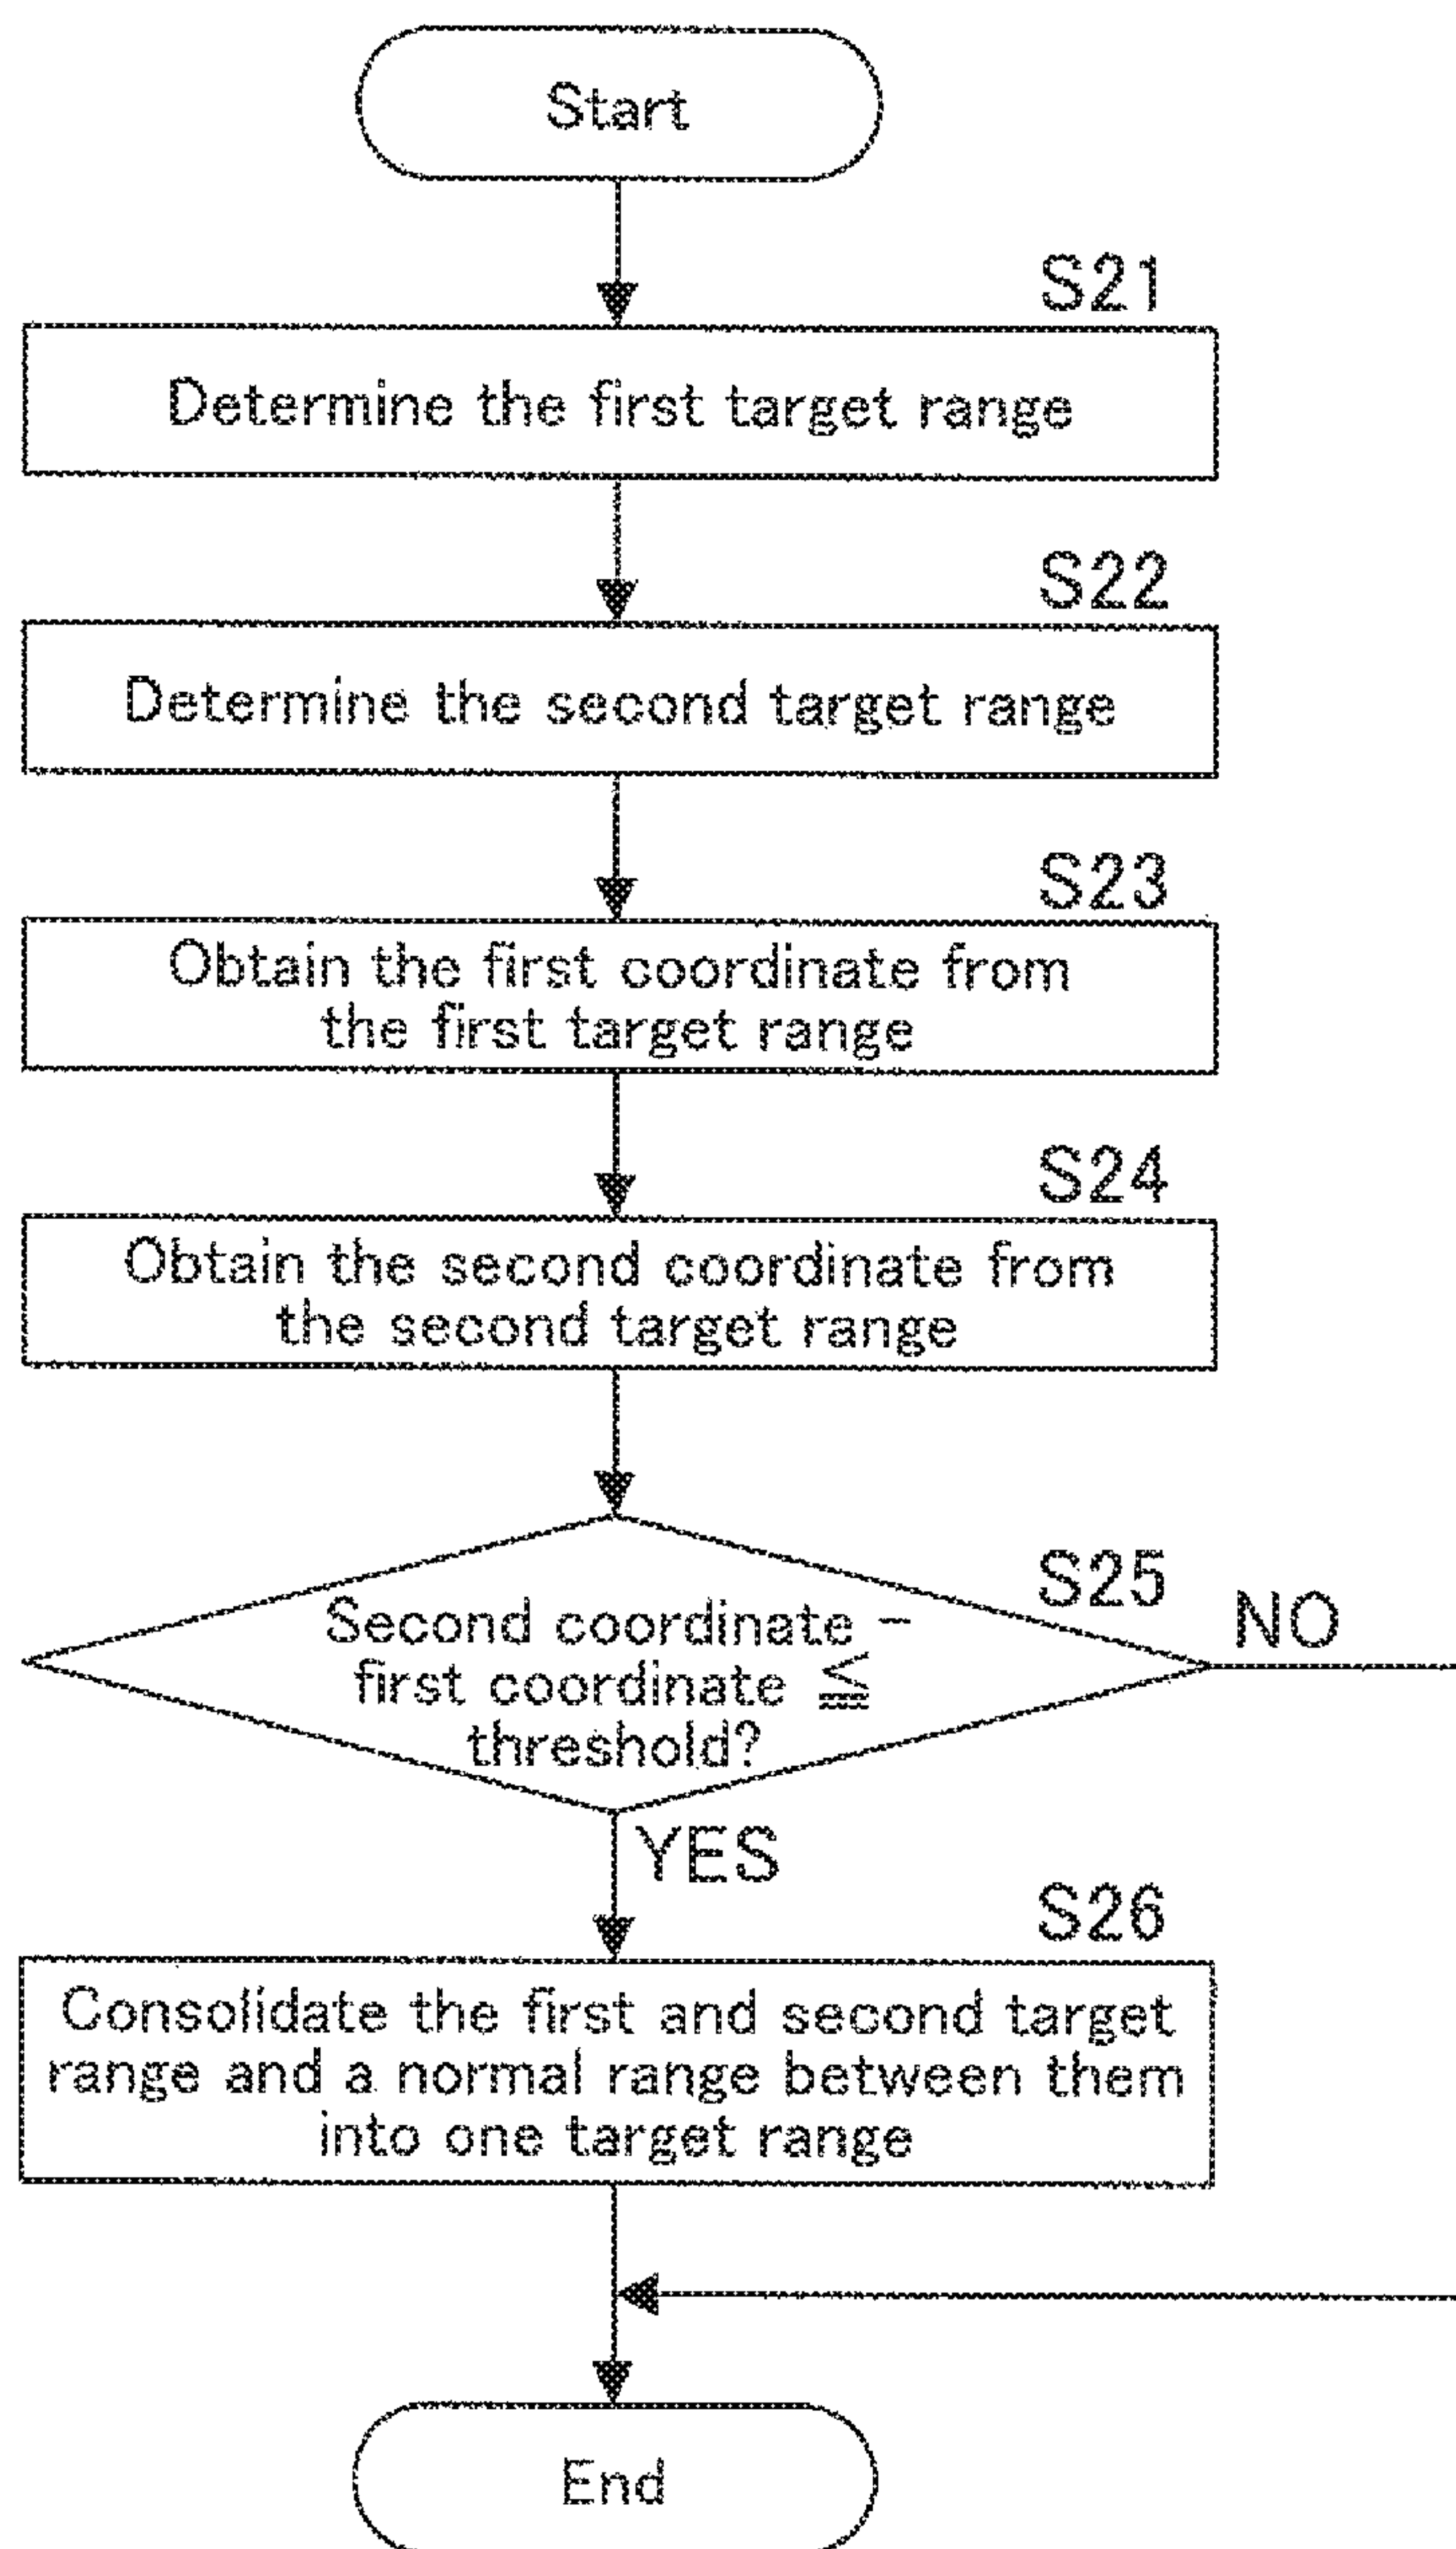 Start
S21
Determine the first target range
S22
Determine the second target range
S23
Obtain the first coordinate from
the first target range
S24
Obtain the second coordinate from
the second target range
S25
Second coordinate -
first coordinate ≦
threshold?
NO
YES
S26
Consolidate the first and second target
range and a normal range between them
into one target range
End